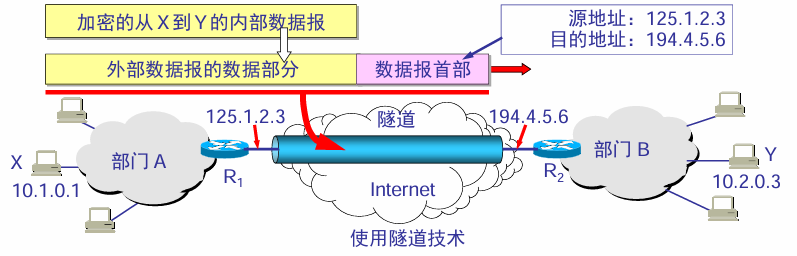 加密的从 X 到 Y 的内部数据报
源地址：125.1.2.3
目的地址：194.4.5.6
外部数据报的数据部分
数据报首部
125.1.2.3
隧道
194.4.5.6
部门 A
部门 B
X
Y
R1
R2
10.1.0.1
Internet
10.2.0.3
使用隧道技术